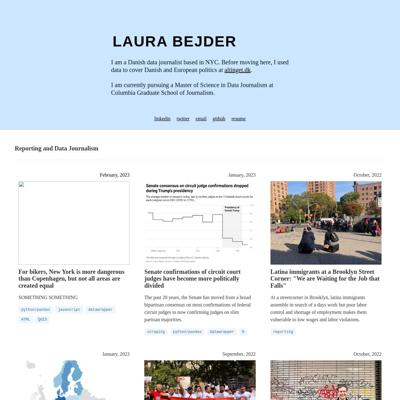 LAURA BEJDER
I am a Danish data journalist based in NYC. Before moving here, I used
data to cover Danish and European politics at altinget.dk.
I am currently pursuing a Master of Science in Data Journalism at
Columbia Graduate School of Journalism.
linkedin twitter email github resume
Reporting and Data Journalism
February, 2023
For bikers, New York is more dangerous
than Copenhagen, but not all areas are
created equal
SOMETHING SOMETHING
python/pandas javascript datawrapper
HTML QGIS
January, 2023
Senate consensus on circuit judge confirmations dropped
during Trump's presidency
Senate confirmations of circuit court
judges have become more politically
divided
The past 20 years, the Senate has moved from a broad
bipartisan consensus on most confirmations of federal
circuit judges to now confirming judges on slim
partisan majorities.
scraping python/pandas datawrapper R
October, 2022
Latina immigrants at a Brooklyn Street
Corner: "We are Waiting for the Job that
Falls"
At a streetcorner in Brooklyn, latina immigrants
assemble in search of a days work but poor labor
control and shortage of employment makes them
vulnerable to wage and labor violations.
reporting
January, 2023
September, 2022
October, 2022